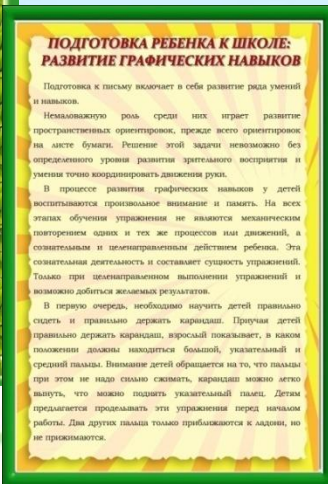 ПОДГОТОВКА РЕБЕНКА К ШКОЛЕ:
РАЗВИТИЕ ГРАФИЧЕСКИХ НАВЫКОВ
Подготовка к письму включает в себя развитие ряда умений
и навыков.
Немаловажную роль среди них играет развитие
пространственных ориентировок, прежде всего ориентировок
на листе бумаги. Решение этой задачи невозможно без
определенного уровня развития зрительного восприятия и
умения точно координировать движения руки.
В процессе развития графических навыков у детей
воспитываются произвольное внимание и память. На всех
этапах обучения упражнения не являются механическим
повторением одних и тех же процессов или движений, а
сознательным и целенаправленным действием ребенка. Эта
сознательная деятельность и составляет сущность упражнений.
Только при целенаправленном выполнении упражнений и
возможно добиться желаемых результатов.
В первую очередь, необходимо научить детей правильно
сидеть и правильно держать карандаш. Приучая детей
правильно держать карандаш, взрослый показывает, в каком
положении должны находиться большой, указательный и
средний пальцы. Внимание детей обращается на то, что пальцы
при этом не надо сильно сжимать, карандаш можно легко
вынуть, что можно поднять указательный палец. Детям
предлагается проделывать эти упражнения перед началом
работы. Два других пальца только приближаются к ладони, но
не прижимаются.